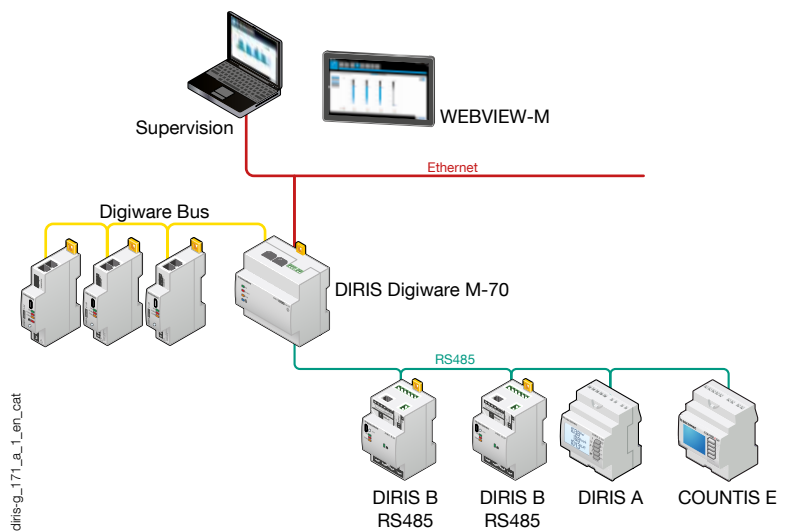 Supervision
WEBVIEW-M
Ethernet
Digiware Bus
DIRIS Digiware M-70
RS485
DIRIS B
RS485
DIRIS B
RS485
DIRIS A
COUNTIS E
diris-g_171_a_1_en_cat